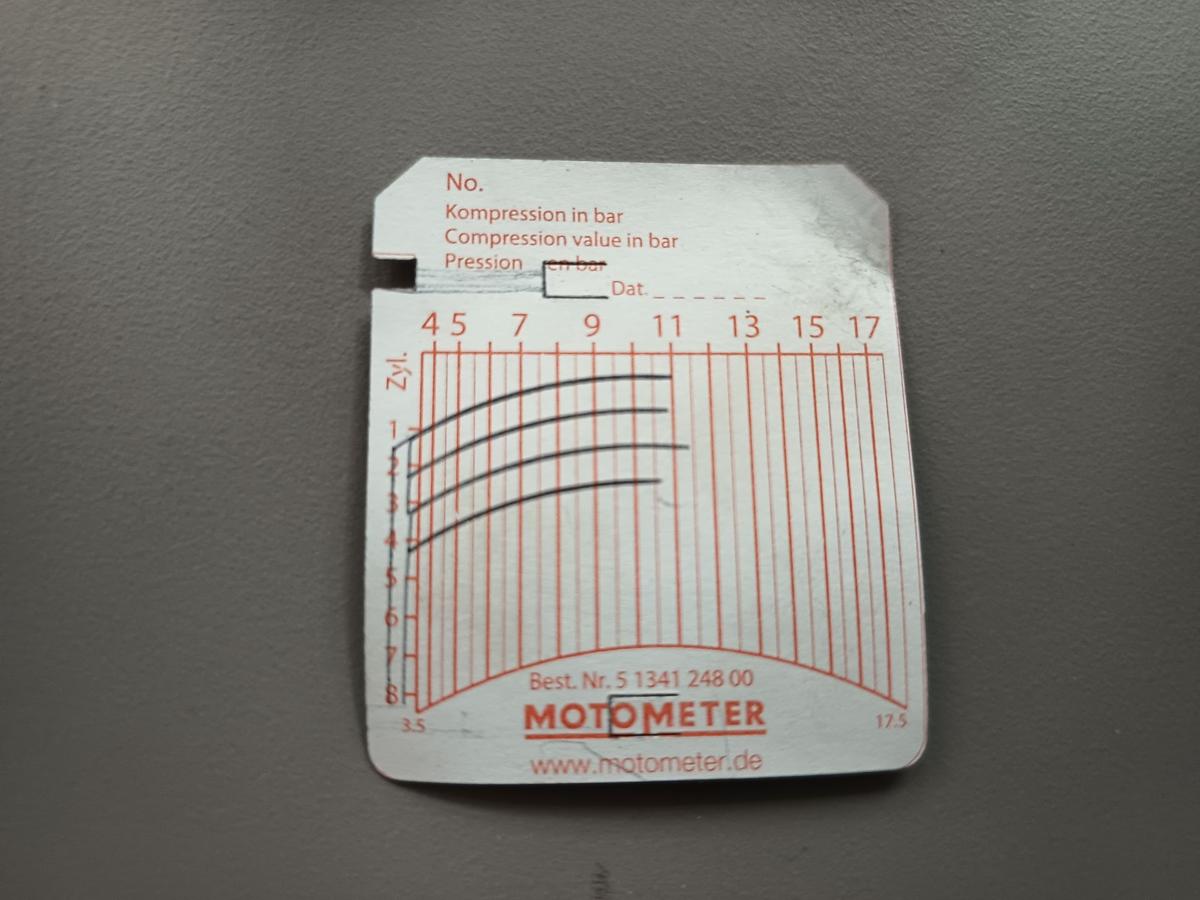 No.
Kompression in bar
Compression value in bar
Pression en bar
Dat. _ _ _ _ _ _
4 5 7 9 11 13 15 17
Zyl.
1
2
3
4
5
6
7
8
3.5
17.5
Best. Nr. 5 1341 248 00
MOTOMETER
www.motometer.de